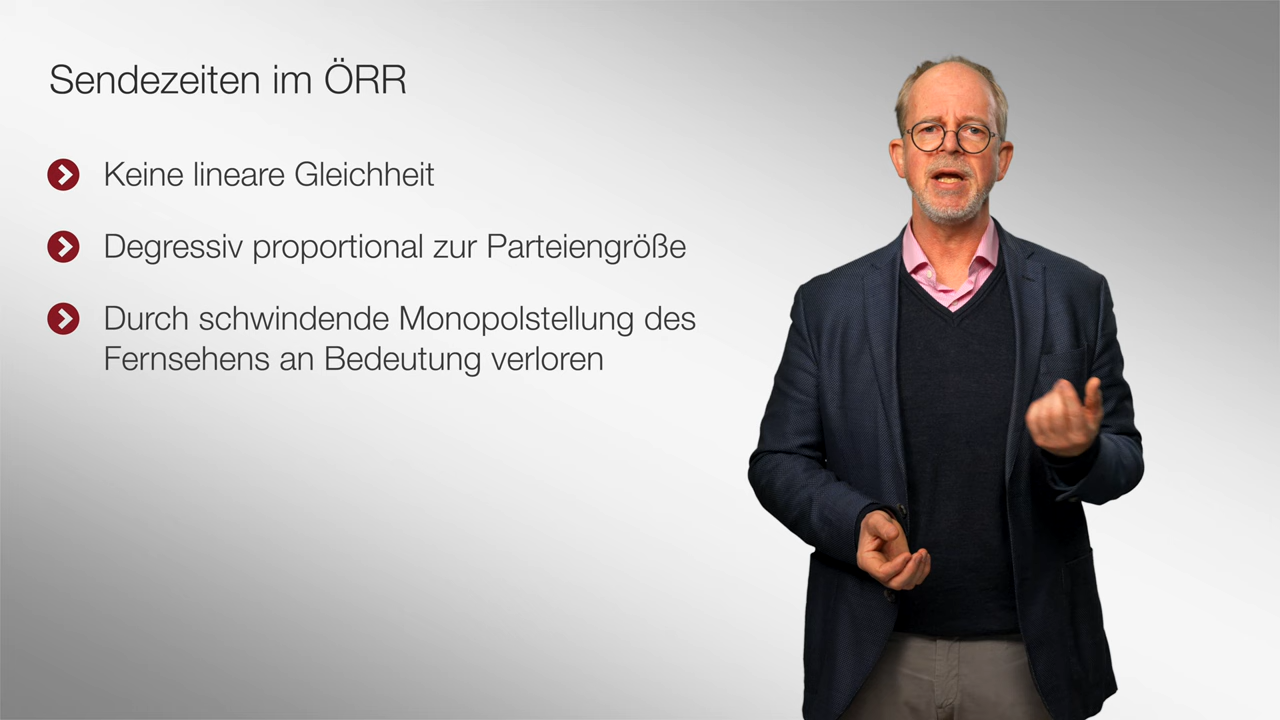 Sendezeiten im ÖRR
Keine lineare Gleichheit
Degressiv proportional zur Parteiengröße
Durch schwindende Monopolstellung des
Fernsehens an Bedeutung verloren